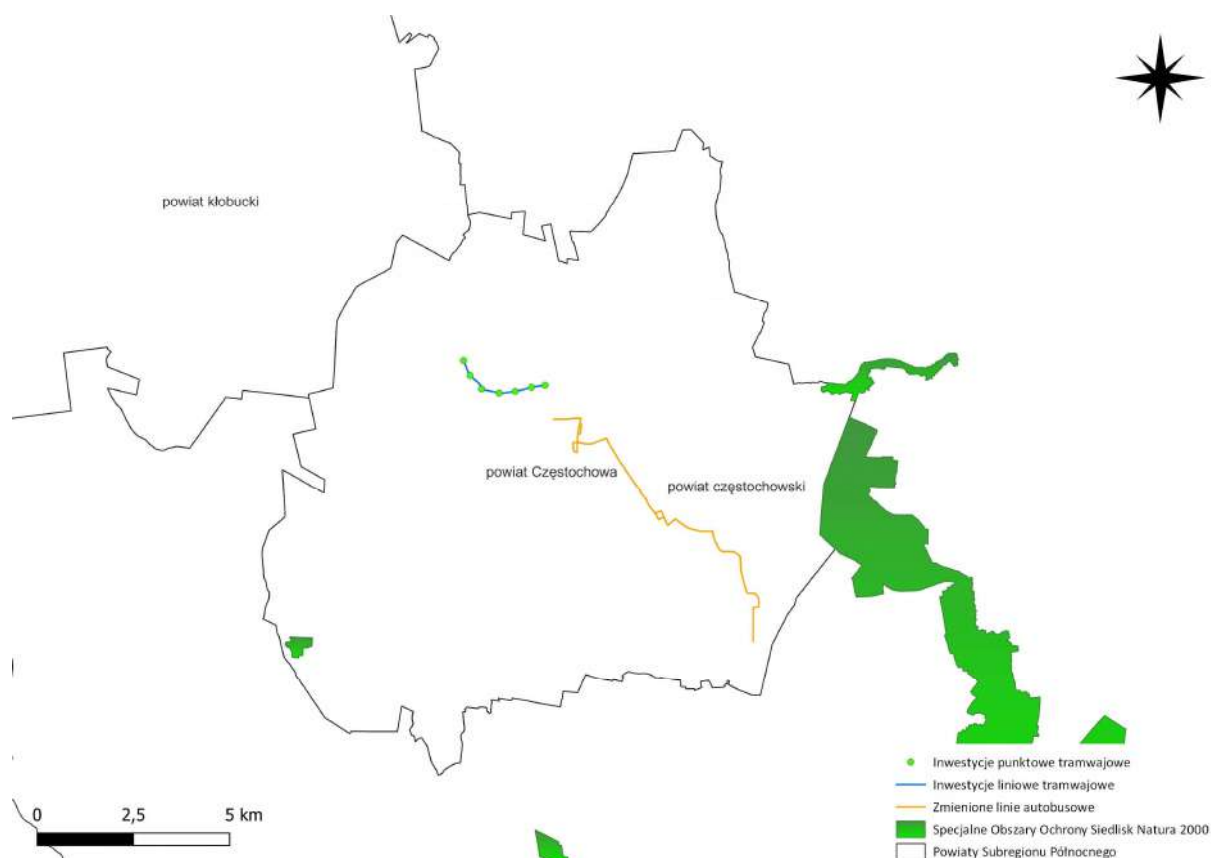 powiat kłobucki
powiat Częstochowa
powiat częstochowski
Inwestycje punktowe tramwajowe
Inwestycje liniowe tramwajowe
Zmienione linie autobusowe
Specjalne Obszary Ochrony Siedlisk Natura 2000
Powiaty Subregionu Północnego
0 2,5 5 km